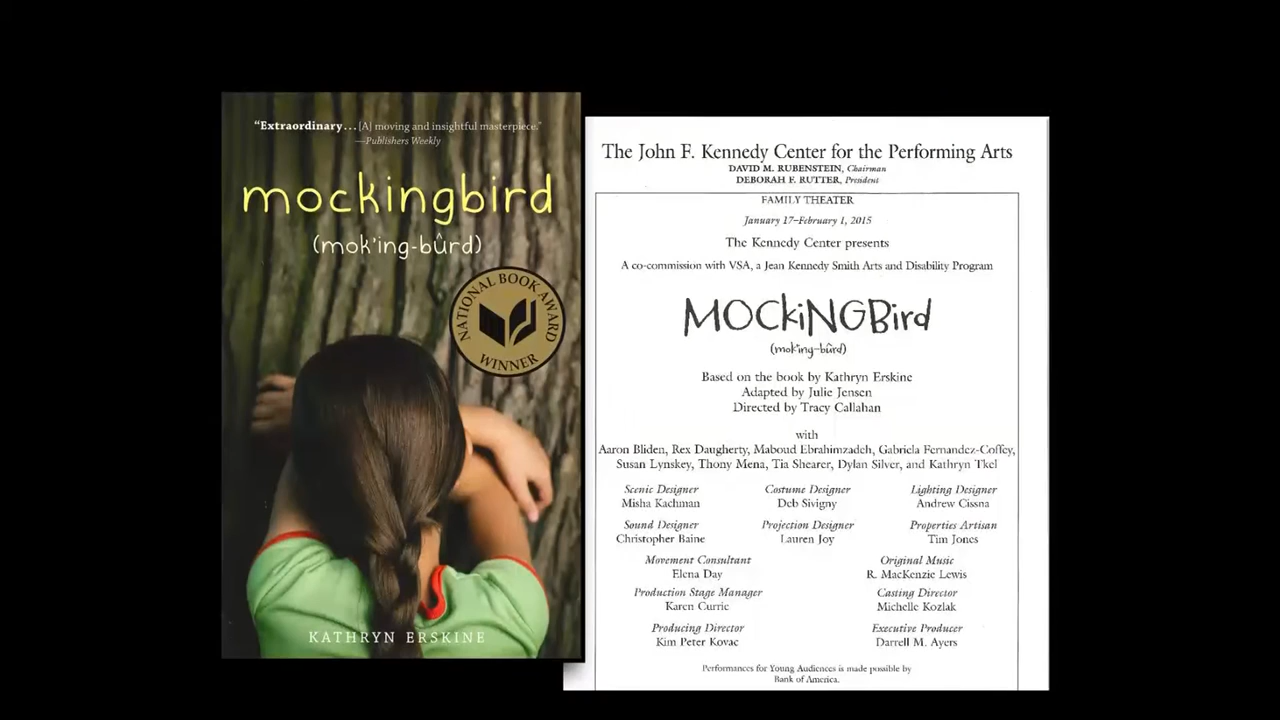 “Extraordinary... [A] moving and insightful masterpiece.”
—Publishers Weekly
mockingbird
(mok'ing-bûrd)
NATIONAL BOOK AWARD
WINNER
KATHRYN ERSKINE
The John F. Kennedy Center for the Performing Arts
DAVID M. RUBENSTEIN, Chairman
DEBORAH F. RUTTER, President
FAMILY THEATER
January 17–February 1, 2015
The Kennedy Center presents
A co-commission with VSA, a Jean Kennedy Smith Arts and Disability Program
MOCKiNGBird
(mok'ing-bûrd)
Based on the book by Kathryn Erskine
Adapted by Julie Jensen
Directed by Tracy Callahan
with
Aaron Bliden, Rex Daugherty, Maboud Ebrahimzadeh, Gabriela Fernandez-Coffey,
Susan Lynskey, Thony Mena, Tia Shearer, Dylan Silver, and Kathryn Tkel
Scenic Designer Costume Designer Lighting Designer
Misha Kachman Deb Sivigny Andrew Cissna
Sound Designer Projection Designer Properties Artisan
Christopher Baine Lauren Joy Tim Jones
Movement Consultant Original Music
Elena Day R. MacKenzie Lewis
Production Stage Manager Casting Director
Karen Currie Michelle Kozlak
Producing Director Executive Producer
Kim Peter Kovac Darrell M. Ayers
Performances for Young Audiences is made possible by
Bank of America.